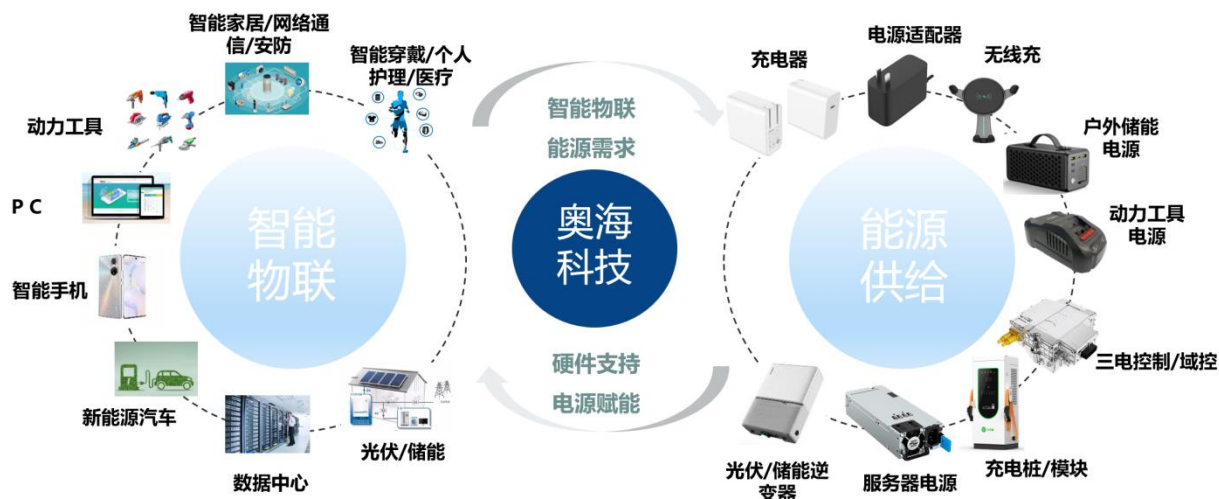 智能家居/网络通
信/安防
智能穿戴/个人
护理/医疗
动力工具
P C
智能手机
新能源汽车
数据中心
光伏/储能
智能
物联
智能物联
能源需求
奥海
科技
硬件支持
电源赋能
充电器
电源适配器
无线充
户外储能
电源
动力工具
电源
三电控制/域控
充电桩/模块
服务器电源
光伏/储能逆
变器
能源
供给